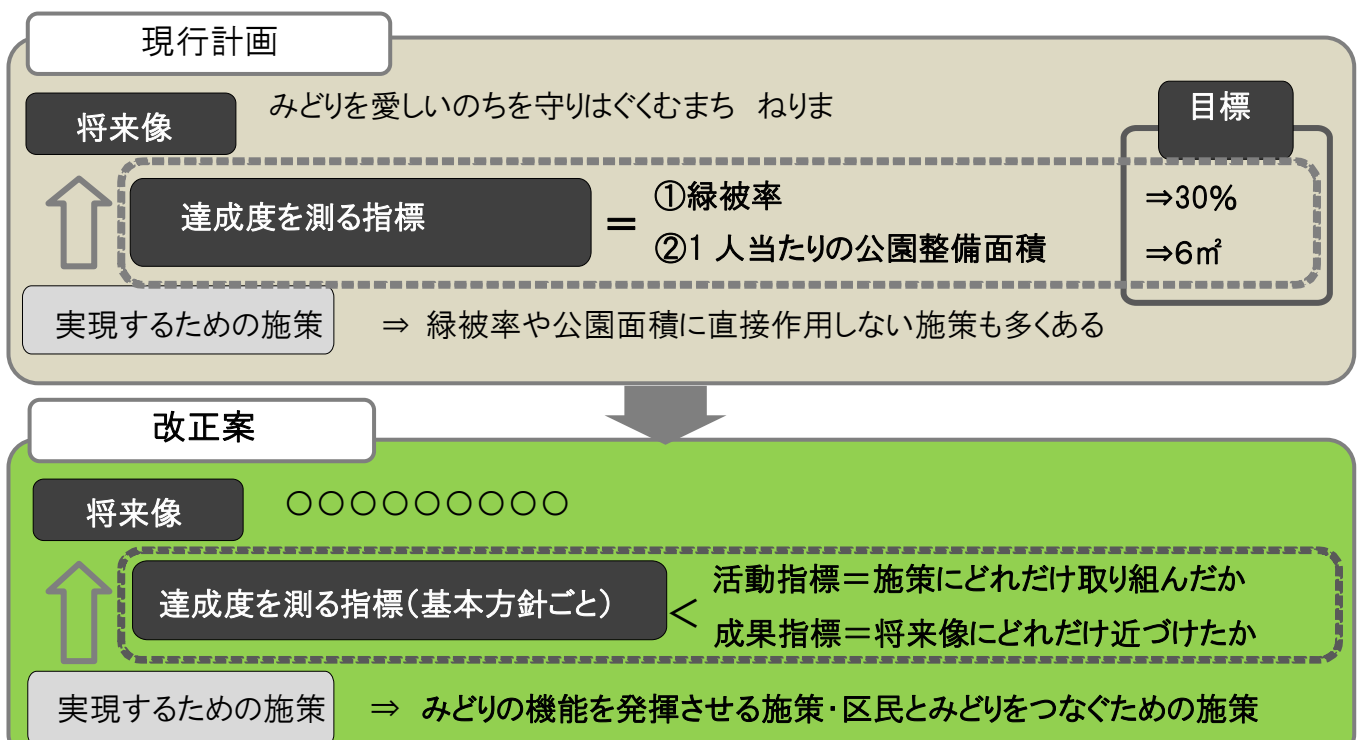 現行計画
将来像 みどりを愛しいのちを守りはぐくむまち ねりま
目標
達成度を測る指標 = ①緑被率 ⇒30%
②1 人当たりの公園整備面積 ⇒6㎡
実現するための施策 ⇒ 緑被率や公園面積に直接作用しない施策も多くある
改正案
将来像 〇〇〇〇〇〇〇〇〇
達成度を測る指標(基本方針ごと) < 活動指標=施策にどれだけ取り組んだか
成果指標=将来像にどれだけ近づけたか
実現するための施策 ⇒ みどりの機能を発揮させる施策・区民とみどりをつなぐための施策